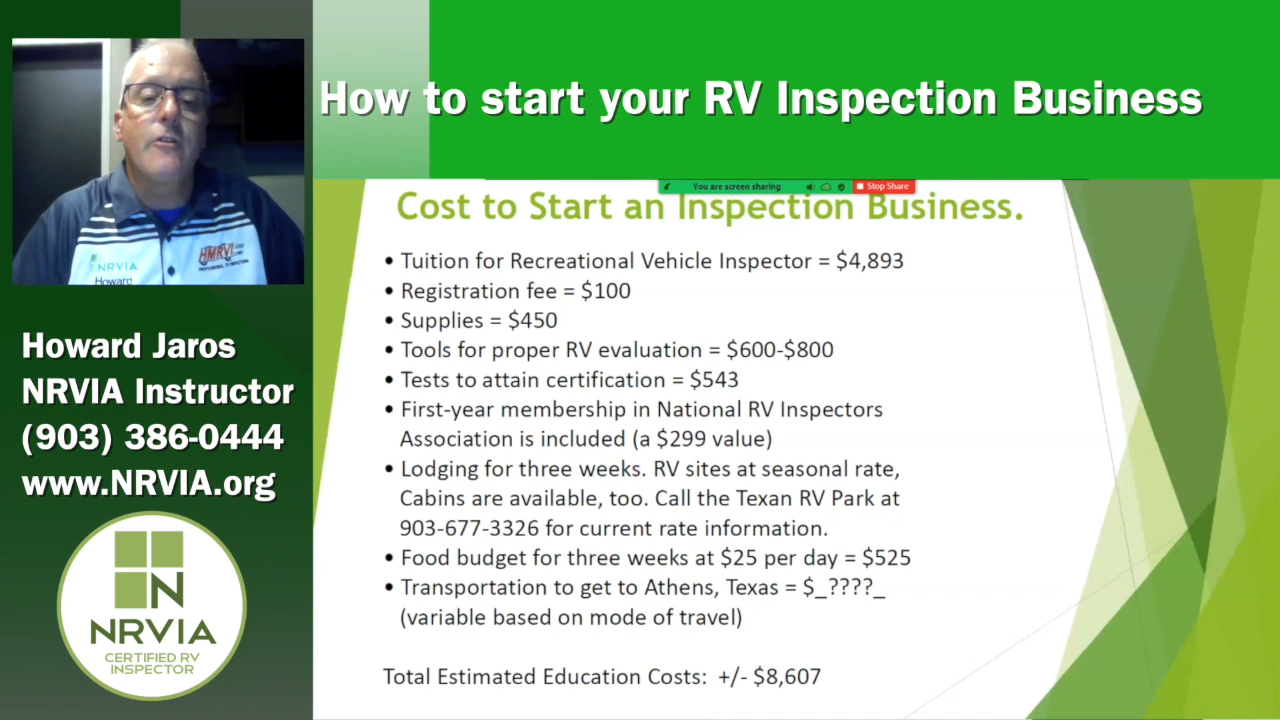 How to start your RV Inspection Business
You are screen sharing
Stop Share
Cost to Start an Inspection Business.
• Tuition for Recreational Vehicle Inspector = $4,893
• Registration fee = $100
• Supplies = $450
• Tools for proper RV evaluation = $600-$800
• Tests to attain certification = $543
• First-year membership in National RV Inspectors
Association is included (a $299 value)
• Lodging for three weeks. RV sites at seasonal rate,
Cabins are available, too. Call the Texan RV Park at
903-677-3326 for current rate information.
• Food budget for three weeks at $25 per day = $525
• Transportation to get to Athens, Texas = $_????_
(variable based on mode of travel)
Total Estimated Education Costs: +/- $8,607
NRVIA
Howard
HMRVI
Howard Jaros
NRVIA Instructor
(903) 386-0444
www.NRVIA.org
N
NRVIA
CERTIFIED RV
INSPECTOR